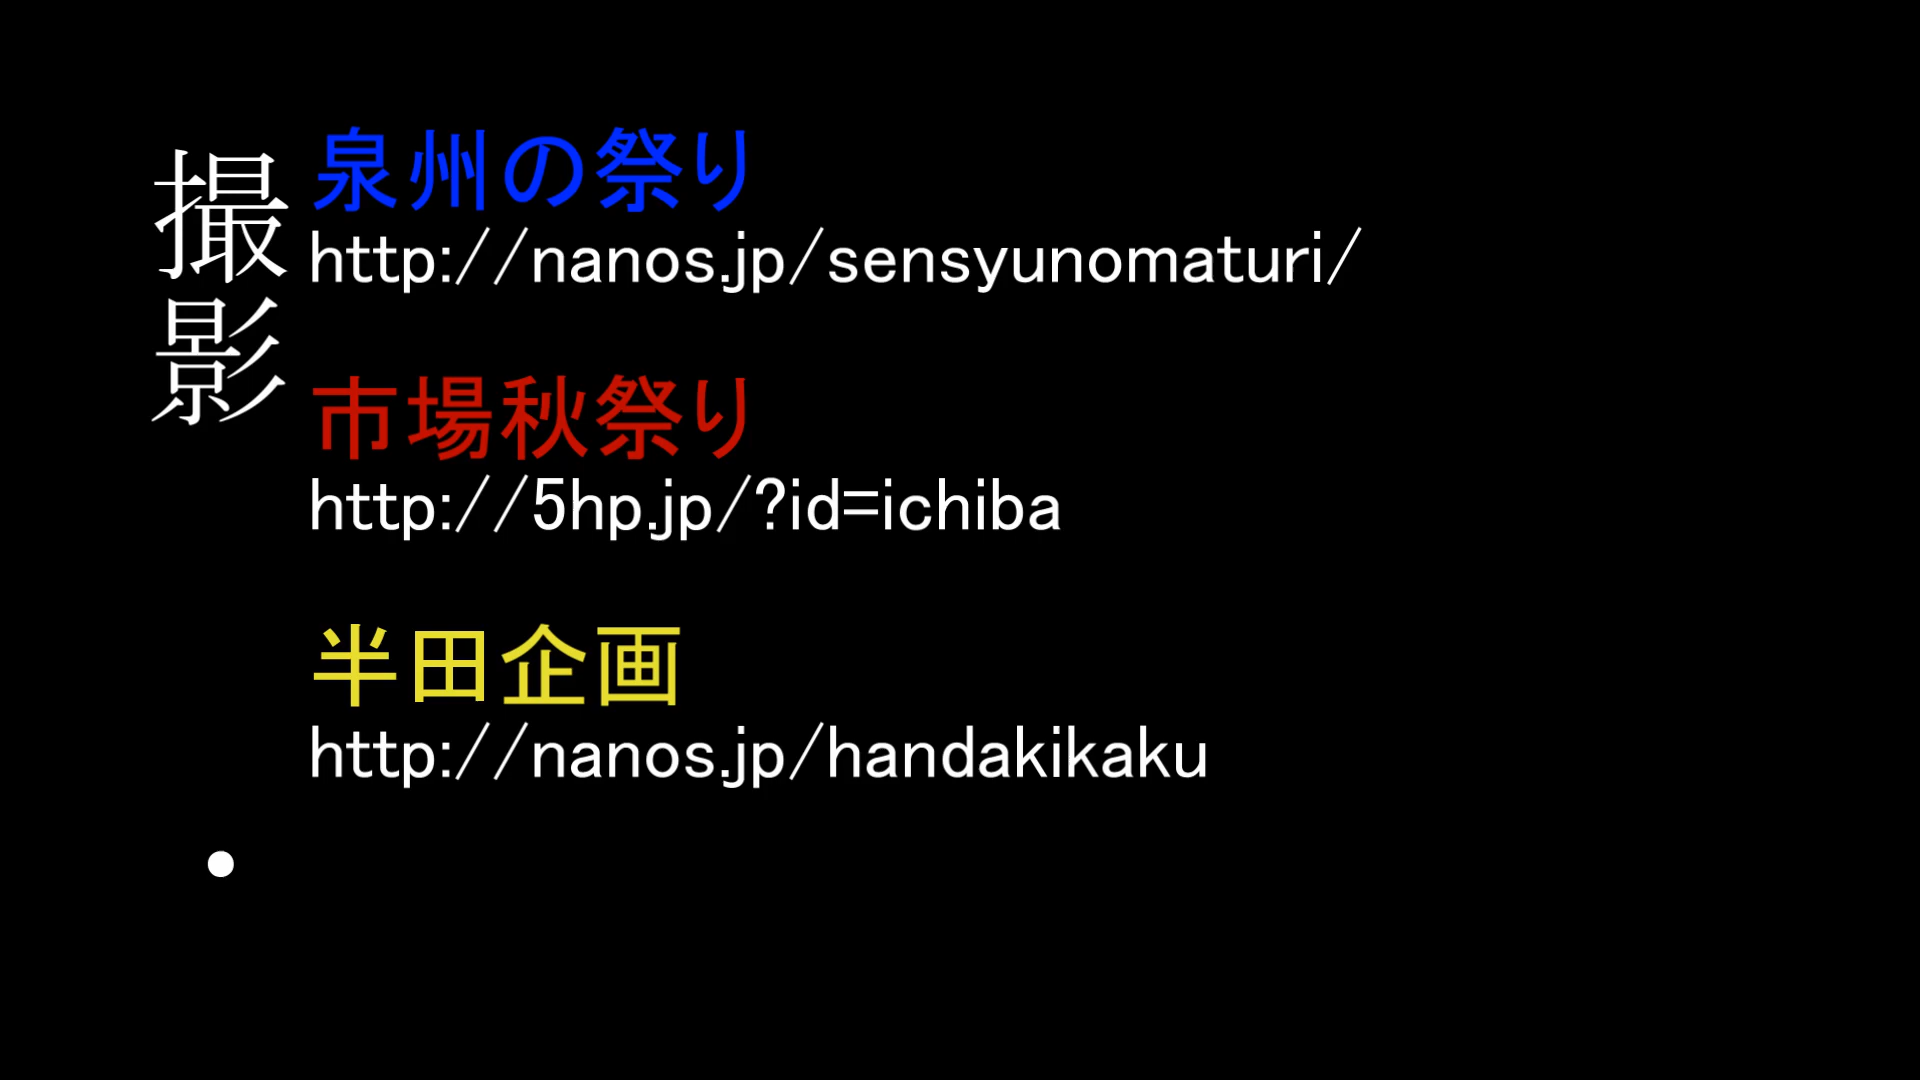 撮影
泉州の祭り
http://nanos.jp/sensyunomaturi/
市場秋祭り
http://5hp.jp/?id=ichiba
半田企画
http://nanos.jp/handakikaku
•